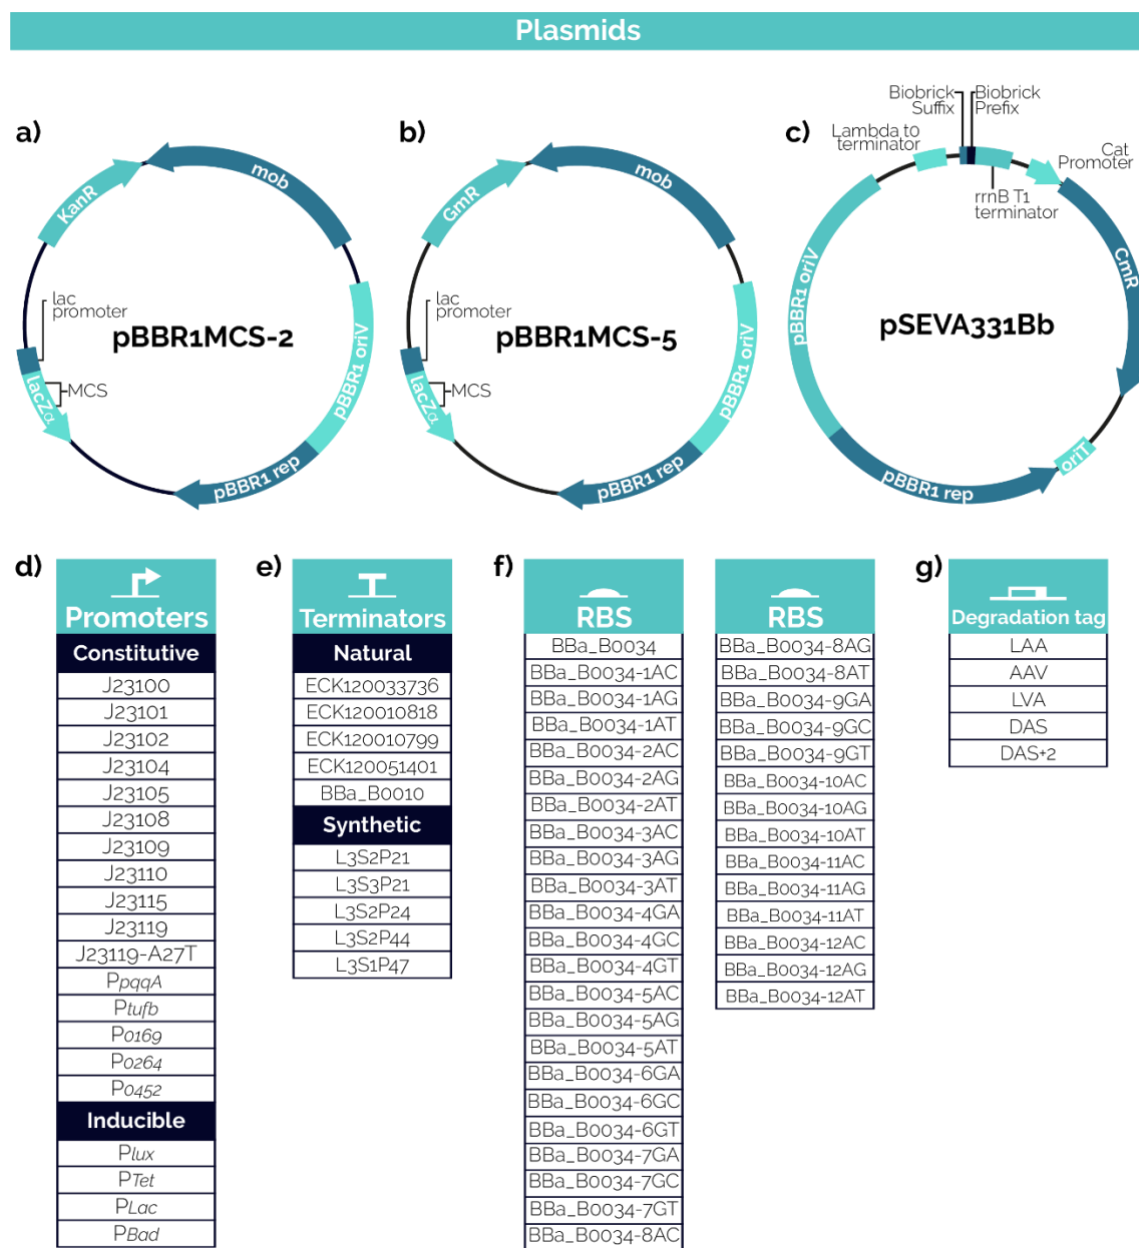 Plasmids
a)
KanR
mob
lac
promoter
pBBR1MCS-2
MCS
lacZα
pBBR1 oriV
pBBR1 rep
b)
GmR
mob
lac
promoter
pBBR1MCS-5
MCS
lacZα
pBBR1 oriV
pBBR1 rep
c)
Biobrick
Suffix
Biobrick
Prefix
Lambda t0
terminator
Cat
Promoter
rrnB T1
terminator
pBBR1 oriV
CmR
pSEVA331Bb
oriT
pBBR1 rep
d)
Promoters
Constitutive
J23100
J23101
J23102
J23104
J23105
J23108
J23109
J23110
J23115
J23119
J23119-A27T
PpqqA
Ptufb
P0169
P0264
P0452
Inducible
Plux
PTet
PLac
PBad
e)
Terminators
Natural
ECK120033736
ECK120010818
ECK120010799
ECK120051401
BBa_B0010
Synthetic
L3S2P21
L3S3P21
L3S2P24
L3S2P44
L3S1P47
f)
RBS
BBa_B0034
BBa_B0034-1AC
BBa_B0034-1AG
BBa_B0034-1AT
BBa_B0034-2AC
BBa_B0034-2AG
BBa_B0034-2AT
BBa_B0034-3AC
BBa_B0034-3AG
BBa_B0034-3AT
BBa_B0034-4GA
BBa_B0034-4GC
BBa_B0034-4GT
BBa_B0034-5AC
BBa_B0034-5AG
BBa_B0034-5AT
BBa_B0034-6GA
BBa_B0034-6GC
BBa_B0034-6GT
BBa_B0034-7GA
BBa_B0034-7GC
BBa_B0034-7GT
BBa_B0034-8AC
RBS
BBa_B0034-8AG
BBa_B0034-8AT
BBa_B0034-9GA
BBa_B0034-9GC
BBa_B0034-9GT
BBa_B0034-10AC
BBa_B0034-10AG
BBa_B0034-10AT
BBa_B0034-11AC
BBa_B0034-11AG
BBa_B0034-11AT
BBa_B0034-12AC
BBa_B0034-12AG
BBa_B0034-12AT
g)
Degradation tag
LAA
AAV
LVA
DAS
DAS+2